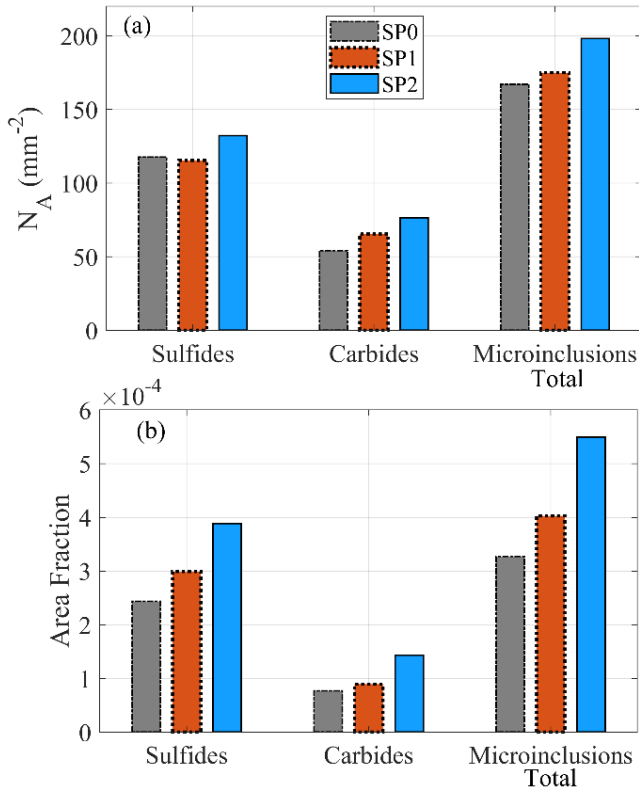 (a)
SP0
SP1
SP2
N_A (mm^-2)
200
150
100
50
0
Sulfides
Carbides
Microinclusions
Total
×10^-4
(b)
Area Fraction
6
5
4
3
2
1
0
Sulfides
Carbides
Microinclusions
Total